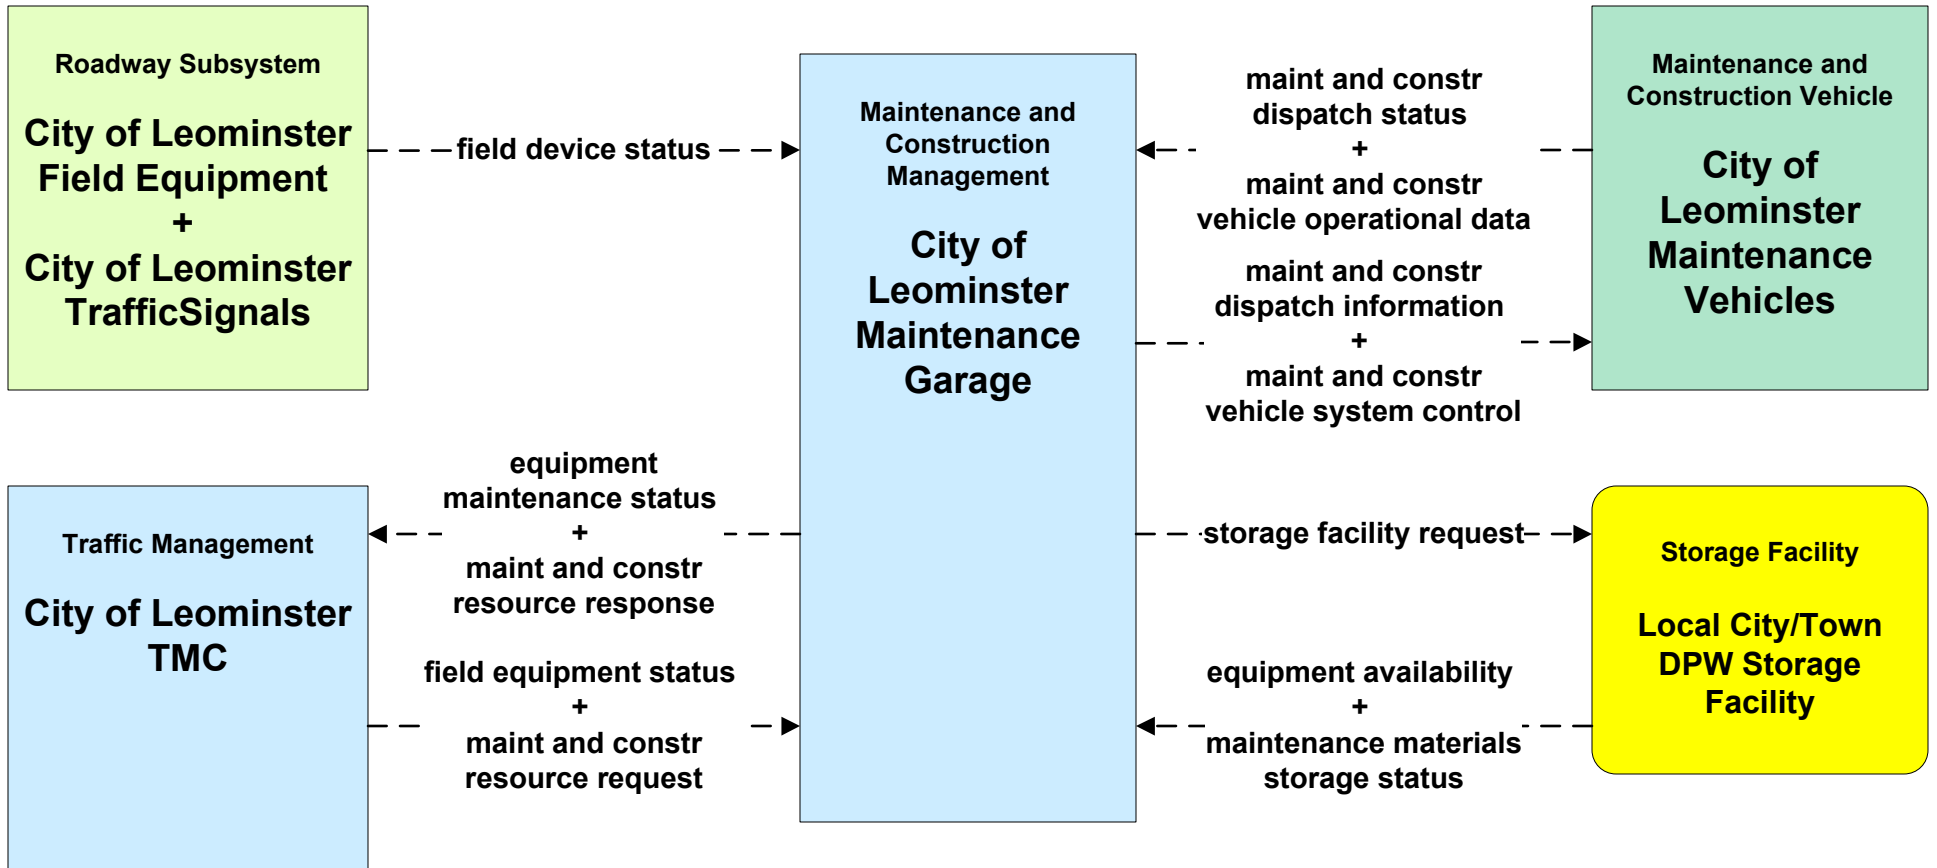 Roadway Subsystem
City of Leominster
Field Equipment
+
City of Leominster
TrafficSignals
field device status
Maintenance and
Construction
Management
City of
Leominster
Maintenance
Garage
maint and constr
dispatch status
+
maint and constr
vehicle operational data
maint and constr
dispatch information
+
maint and constr
vehicle system control
Maintenance and
Construction Vehicle
City of
Leominster
Maintenance
Vehicles
Traffic Management
City of Leominster
TMC
equipment
maintenance status
+
maint and constr
resource response
field equipment status
+
maint and constr
resource request
storage facility request
equipment availability
+
maintenance materials
storage status
Storage Facility
Local City/Town
DPW Storage
Facility